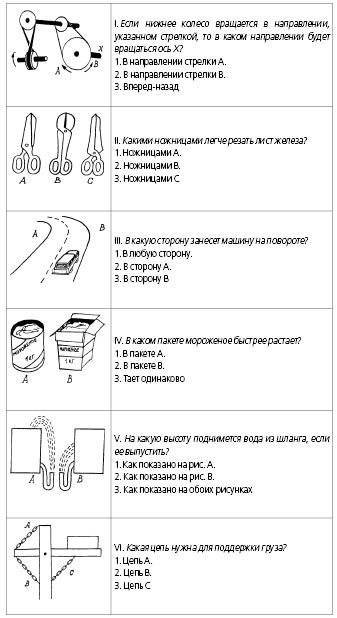 X
A
B
I. Если нижнее колесо вращается в направлении,
указанном стрелкой, то в каком направлении будет
вращаться ось X?
1. В направлении стрелки А.
2. В направлении стрелки В.
3. Вперед-назад
A
B
C
II. Какими ножницами легче резать лист железа?
1. Ножницами А.
2. Ножницами В.
3. Ножницами С
A
B
III. В какую сторону занесет машину на повороте?
1. В любую сторону.
2. В сторону А.
3. В сторону В
1 кг
1 кг
A
B
IV. В каком пакете мороженое быстрее растает?
1. В пакете А.
2. В пакете В.
3. Тает одинаково
A
B
V. На какую высоту поднимется вода из шланга, если
ее выпустить?
1. Как показано на рис. А.
2. Как показано на рис. В.
3. Как показано на обоих рисунках
A
B
C
VI. Какая цепь нужна для поддержки груза?
1. Цепь А.
2. Цепь В.
3. Цепь С